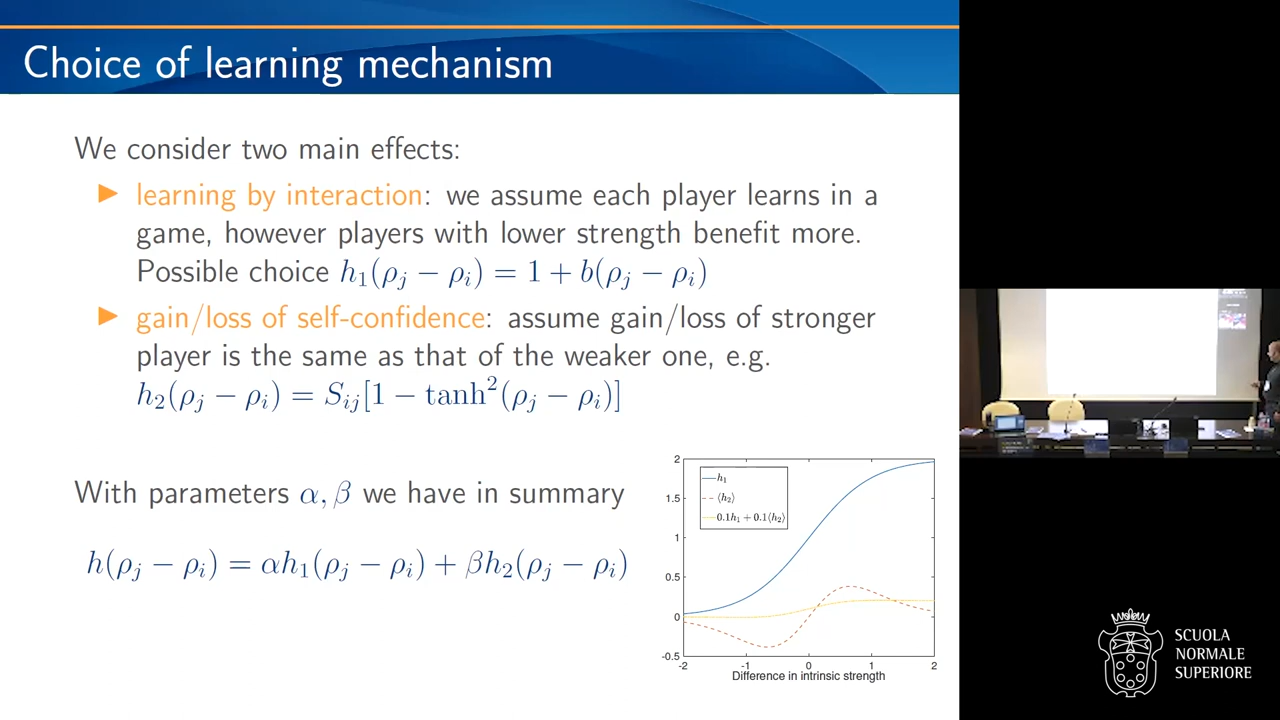 Choice of learning mechanism
We consider two main effects:
learning by interaction: we assume each player learns in a
game, however players with lower strength benefit more.
Possible choice h₁(ρⱼ − ρᵢ) = 1 + b(ρⱼ − ρᵢ)
gain/loss of self-confidence: assume gain/loss of stronger
player is the same as that of the weaker one, e.g.
h₂(ρⱼ − ρᵢ) = Sᵢⱼ[1 − tanh²(ρⱼ − ρᵢ)]
With parameters α, β we have in summary
h(ρⱼ − ρᵢ) = αh₁(ρⱼ − ρᵢ) + βh₂(ρⱼ − ρᵢ)
2
1.5
1
0.5
0
-0.5
h₁
⟨h₂⟩
0.1h₁ + 0.1⟨h₂⟩
-2 -1 0 1 2
Difference in intrinsic strength
SCUOLA
NORMALE
SUPERIORE